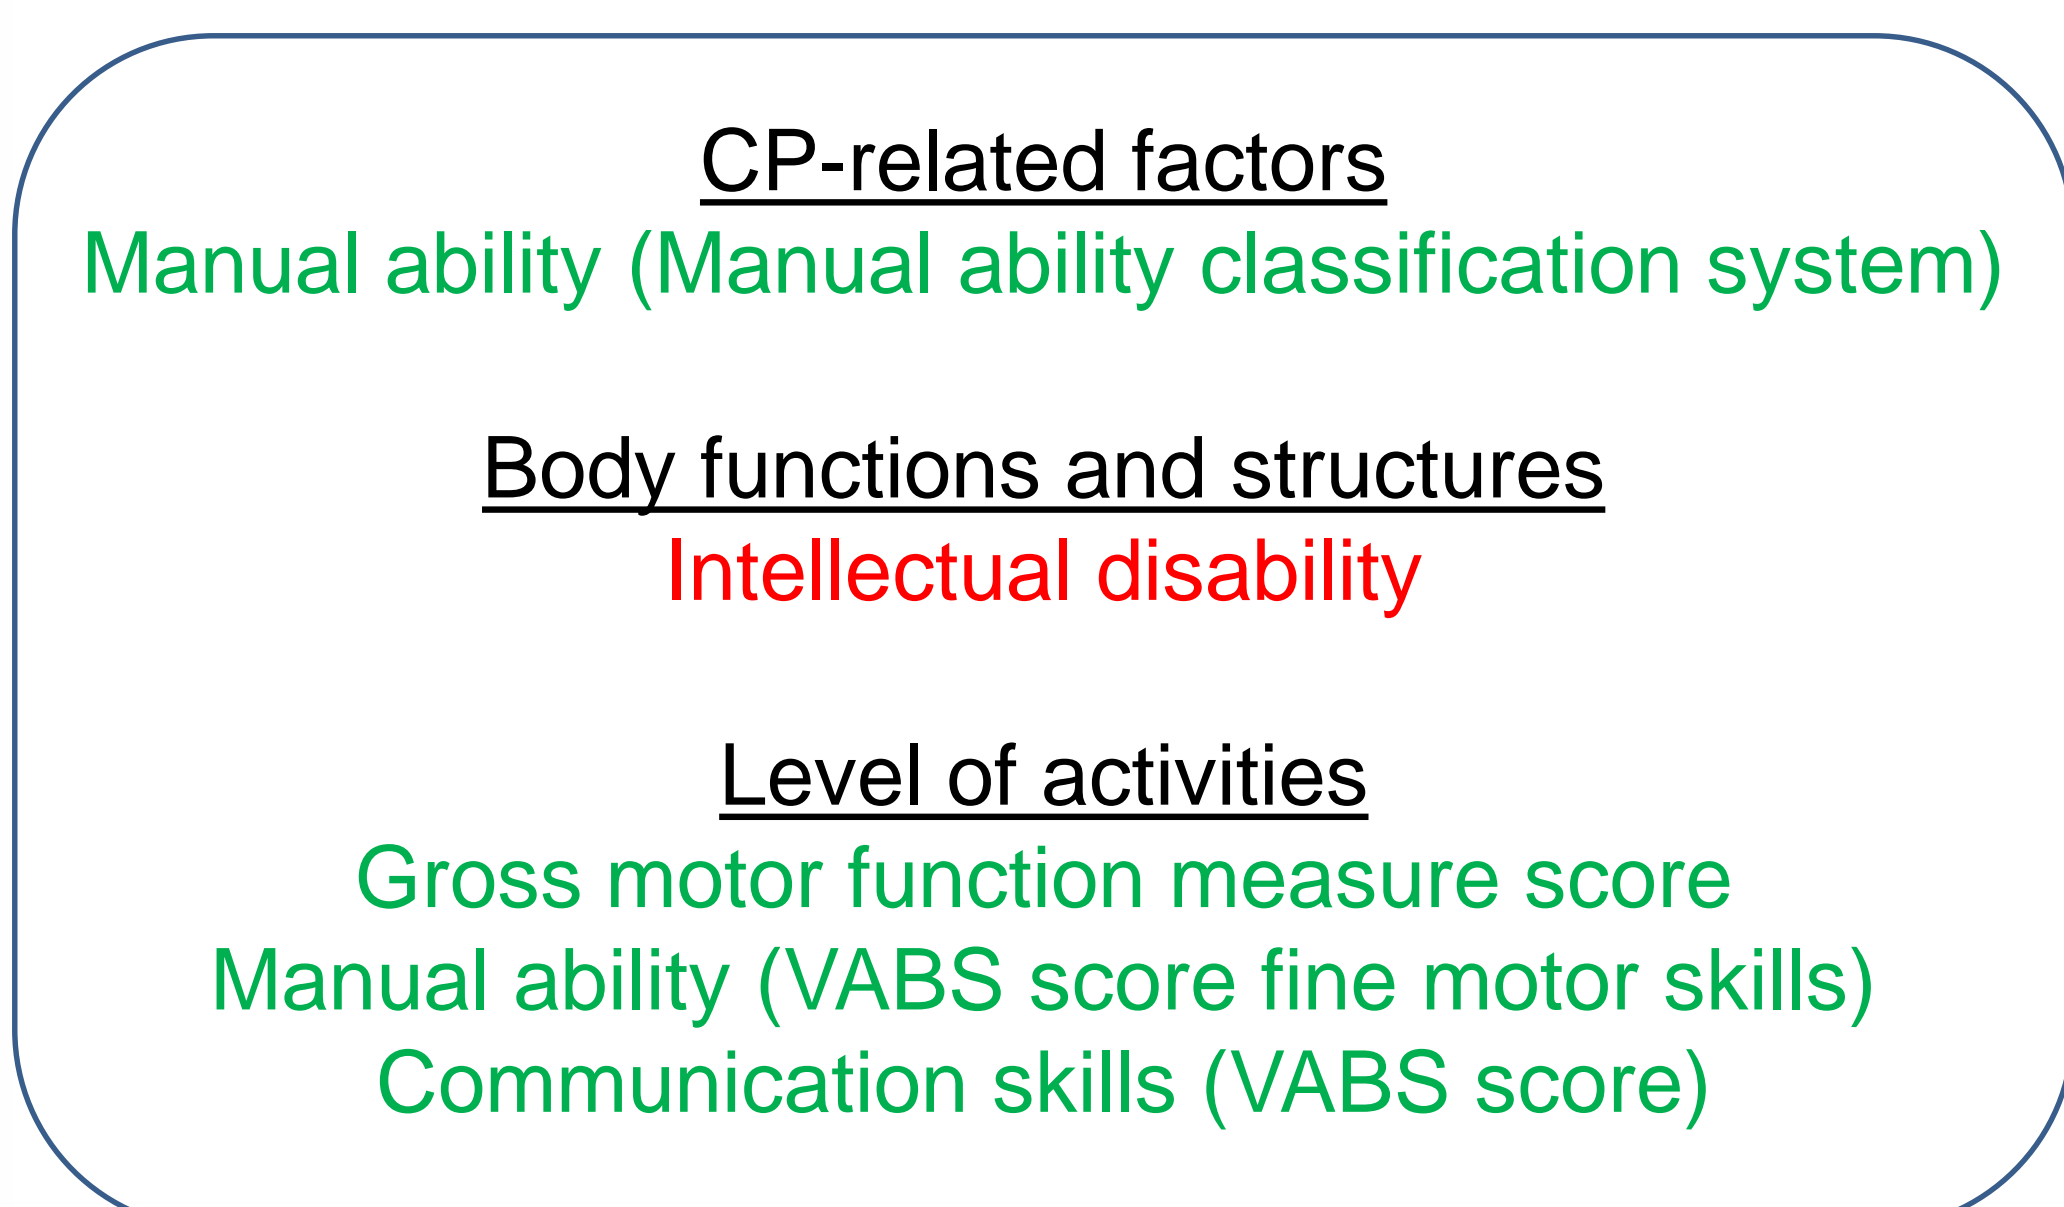 CP-related factors
Manual ability (Manual ability classification system)
Body functions and structures
Intellectual disability
Level of activities
Gross motor function measure score
Manual ability (VABS score fine motor skills)
Communication skills (VABS score)